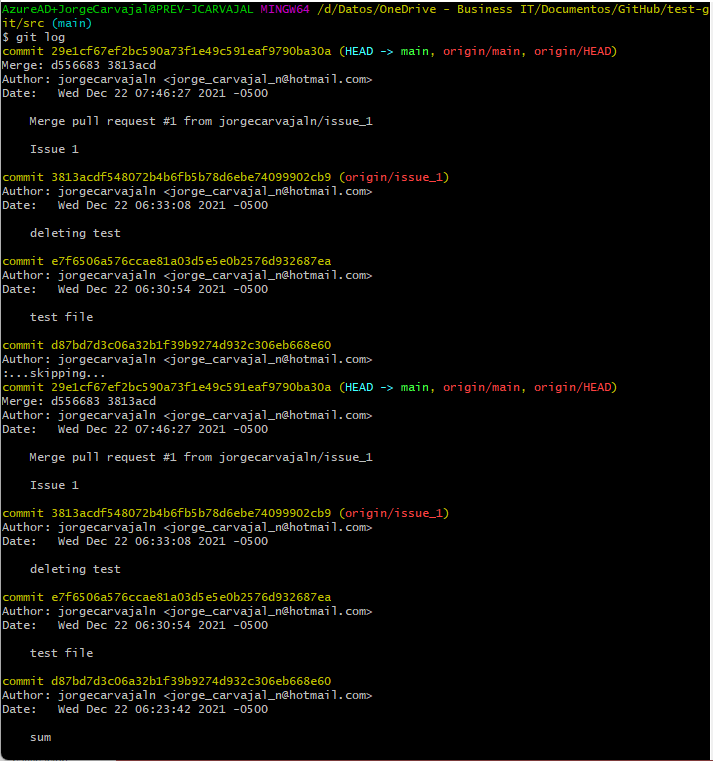 AzureAD+JorgeCarvajal@PREV-JCARVAJAL MINGW64 /d/Datos/OneDrive - Business IT/Documentos/GitHub/test-g
it/src (main)
$ git log
commit 29e1cf67ef2bc590a73f1e49c591eaf9790ba30a (HEAD -> main, origin/main, origin/HEAD)
Merge: d556683 3813acd
Author: jorgecarvajaln <jorge_carvajal_n@hotmail.com>
Date:   Wed Dec 22 07:46:27 2021 -0500
Merge pull request #1 from jorgecarvajaln/issue_1
Issue 1
commit 3813acdf548072b4b6fb5b78d6ebe74099902cb9 (origin/issue_1)
Author: jorgecarvajaln <jorge_carvajal_n@hotmail.com>
Date:   Wed Dec 22 06:33:08 2021 -0500
deleting test
commit e7f6506a576ccae81a03d5e5e0b2576d932687ea
Author: jorgecarvajaln <jorge_carvajal_n@hotmail.com>
Date:   Wed Dec 22 06:30:54 2021 -0500
test file
commit d87bd7d3c06a32b1f39b9274d932c306eb668e60
Author: jorgecarvajaln <jorge_carvajal_n@hotmail.com>
:...skipping...
commit 29e1cf67ef2bc590a73f1e49c591eaf9790ba30a (HEAD -> main, origin/main, origin/HEAD)
Merge: d556683 3813acd
Author: jorgecarvajaln <jorge_carvajal_n@hotmail.com>
Date:   Wed Dec 22 07:46:27 2021 -0500
Merge pull request #1 from jorgecarvajaln/issue_1
Issue 1
commit 3813acdf548072b4b6fb5b78d6ebe74099902cb9 (origin/issue_1)
Author: jorgecarvajaln <jorge_carvajal_n@hotmail.com>
Date:   Wed Dec 22 06:33:08 2021 -0500
deleting test
commit e7f6506a576ccae81a03d5e5e0b2576d932687ea
Author: jorgecarvajaln <jorge_carvajal_n@hotmail.com>
Date:   Wed Dec 22 06:30:54 2021 -0500
test file
commit d87bd7d3c06a32b1f39b9274d932c306eb668e60
Author: jorgecarvajaln <jorge_carvajal_n@hotmail.com>
Date:   Wed Dec 22 06:23:42 2021 -0500
sum